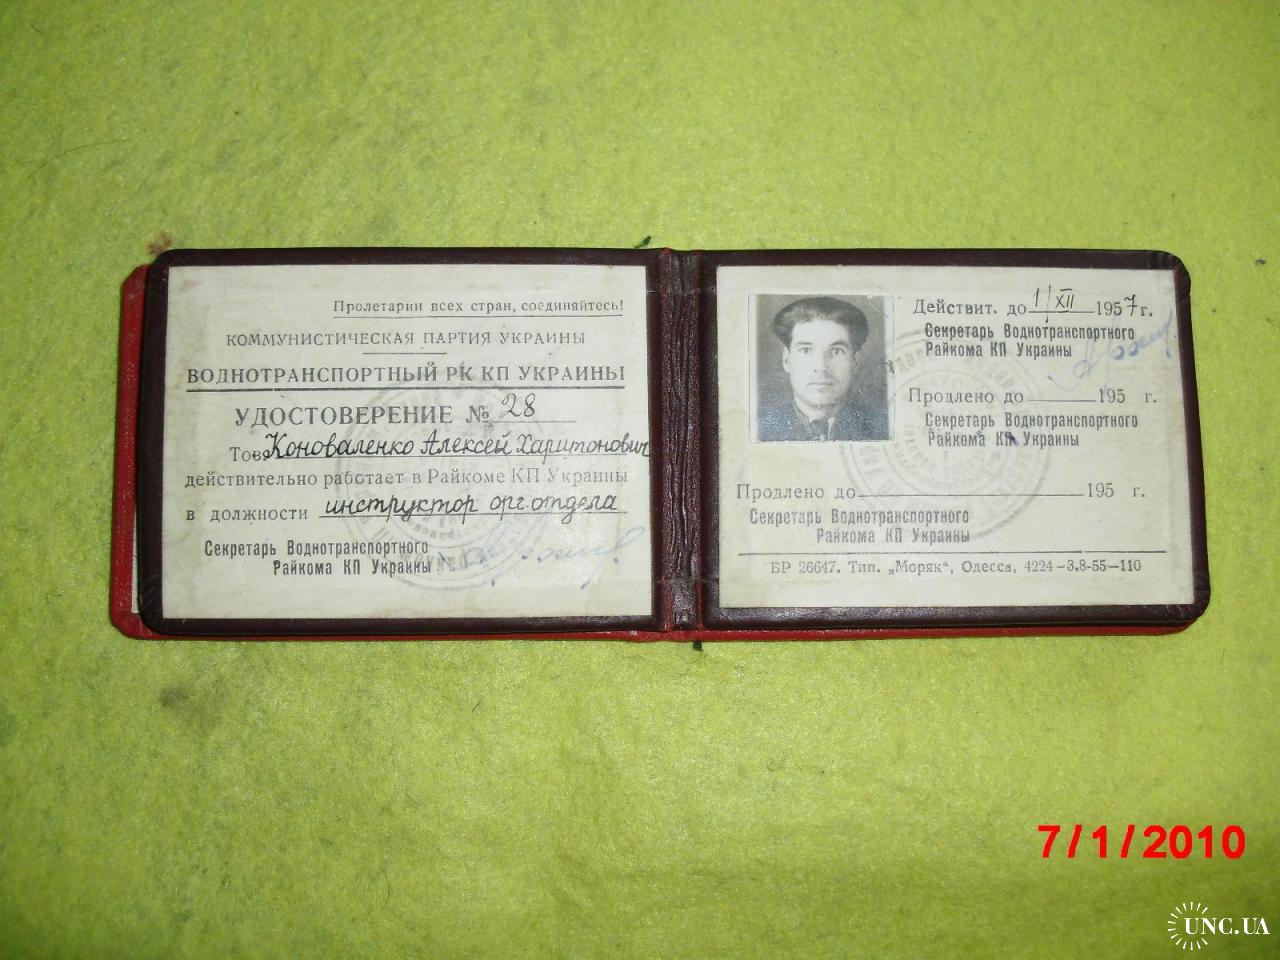 Пролетарии всех стран, соединяйтесь!
КОММУНИСТИЧЕСКАЯ ПАРТИЯ УКРАИНЫ
ВОДНОТРАНСПОРТНЫЙ РК КП УКРАИНЫ
УДОСТОВЕРЕНИЕ № 28
Тов. Коноваленко Алексей Харитонович
действительно работает в Райкоме КП Украины
в должности инструктор орг. отдела
Секретарь Воднотранспортного
Райкома КП Украины
Действит. до 1/XII 1957 г.
Секретарь Воднотранспортного
Райкома КП Украины
Продлено до 195 г.
Секретарь Воднотранспортного
Райкома КП Украины
Продлено до 195 г.
Секретарь Воднотранспортного
Райкома КП Украины
БР 26647. Тип. „Моряк“, Одесса, 4224—3.8-55—110
7/1/2010
UNC.UA